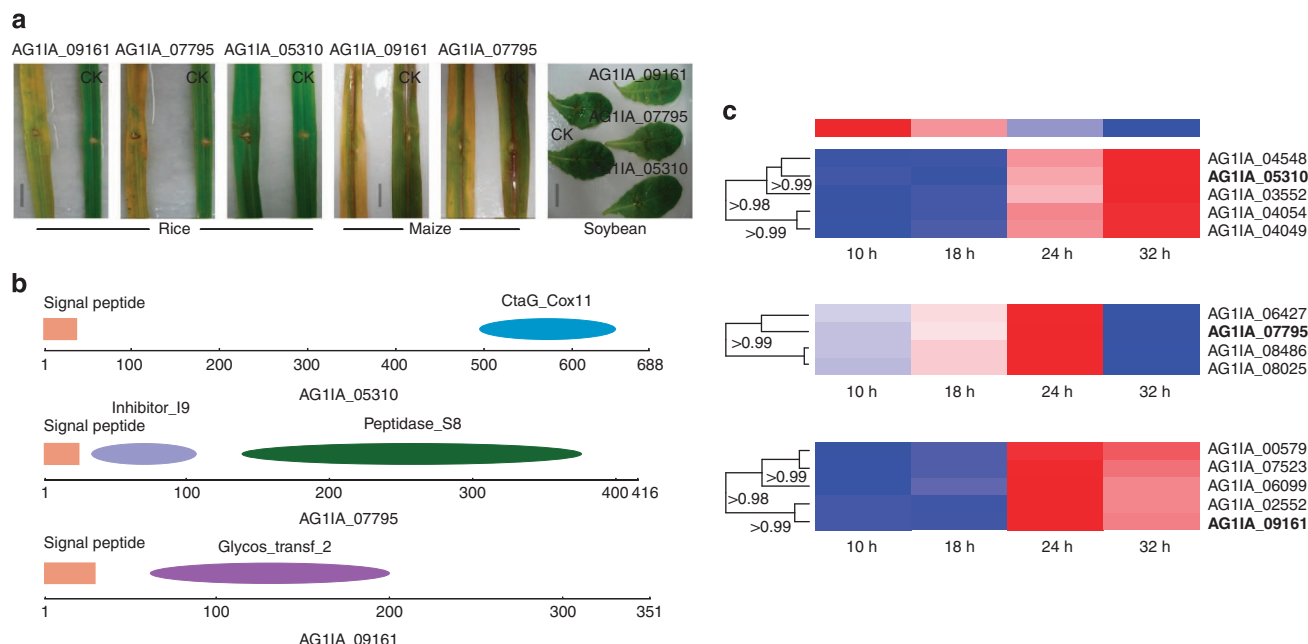 a
AG1IA_09161 AG1IA_07795 AG1IA_05310 AG1IA_09161 AG1IA_07795
CK CK CK CK CK
AG1IA_09161
AG1IA_07795
CK
AG1IA_05310
Rice Maize Soybean
b
Signal peptide CtaG_Cox11
1 100 200 300 400 500 600 688
AG1IA_05310
Inhibitor_I9
Signal peptide Peptidase_S8
1 100 200 300 400 416
AG1IA_07795
Signal peptide Glycos_transf_2
1 100 200 300 351
AG1IA_09161
c
AG1IA_04548
>0.99 AG1IA_05310
AG1IA_03552
>0.98 AG1IA_04054
>0.99 AG1IA_04049
10 h 18 h 24 h 32 h
AG1IA_06427
AG1IA_07795
>0.99 AG1IA_08486
AG1IA_08025
10 h 18 h 24 h 32 h
AG1IA_00579
>0.99 AG1IA_07523
AG1IA_06099
>0.98 AG1IA_02552
>0.99 AG1IA_09161
10 h 18 h 24 h 32 h